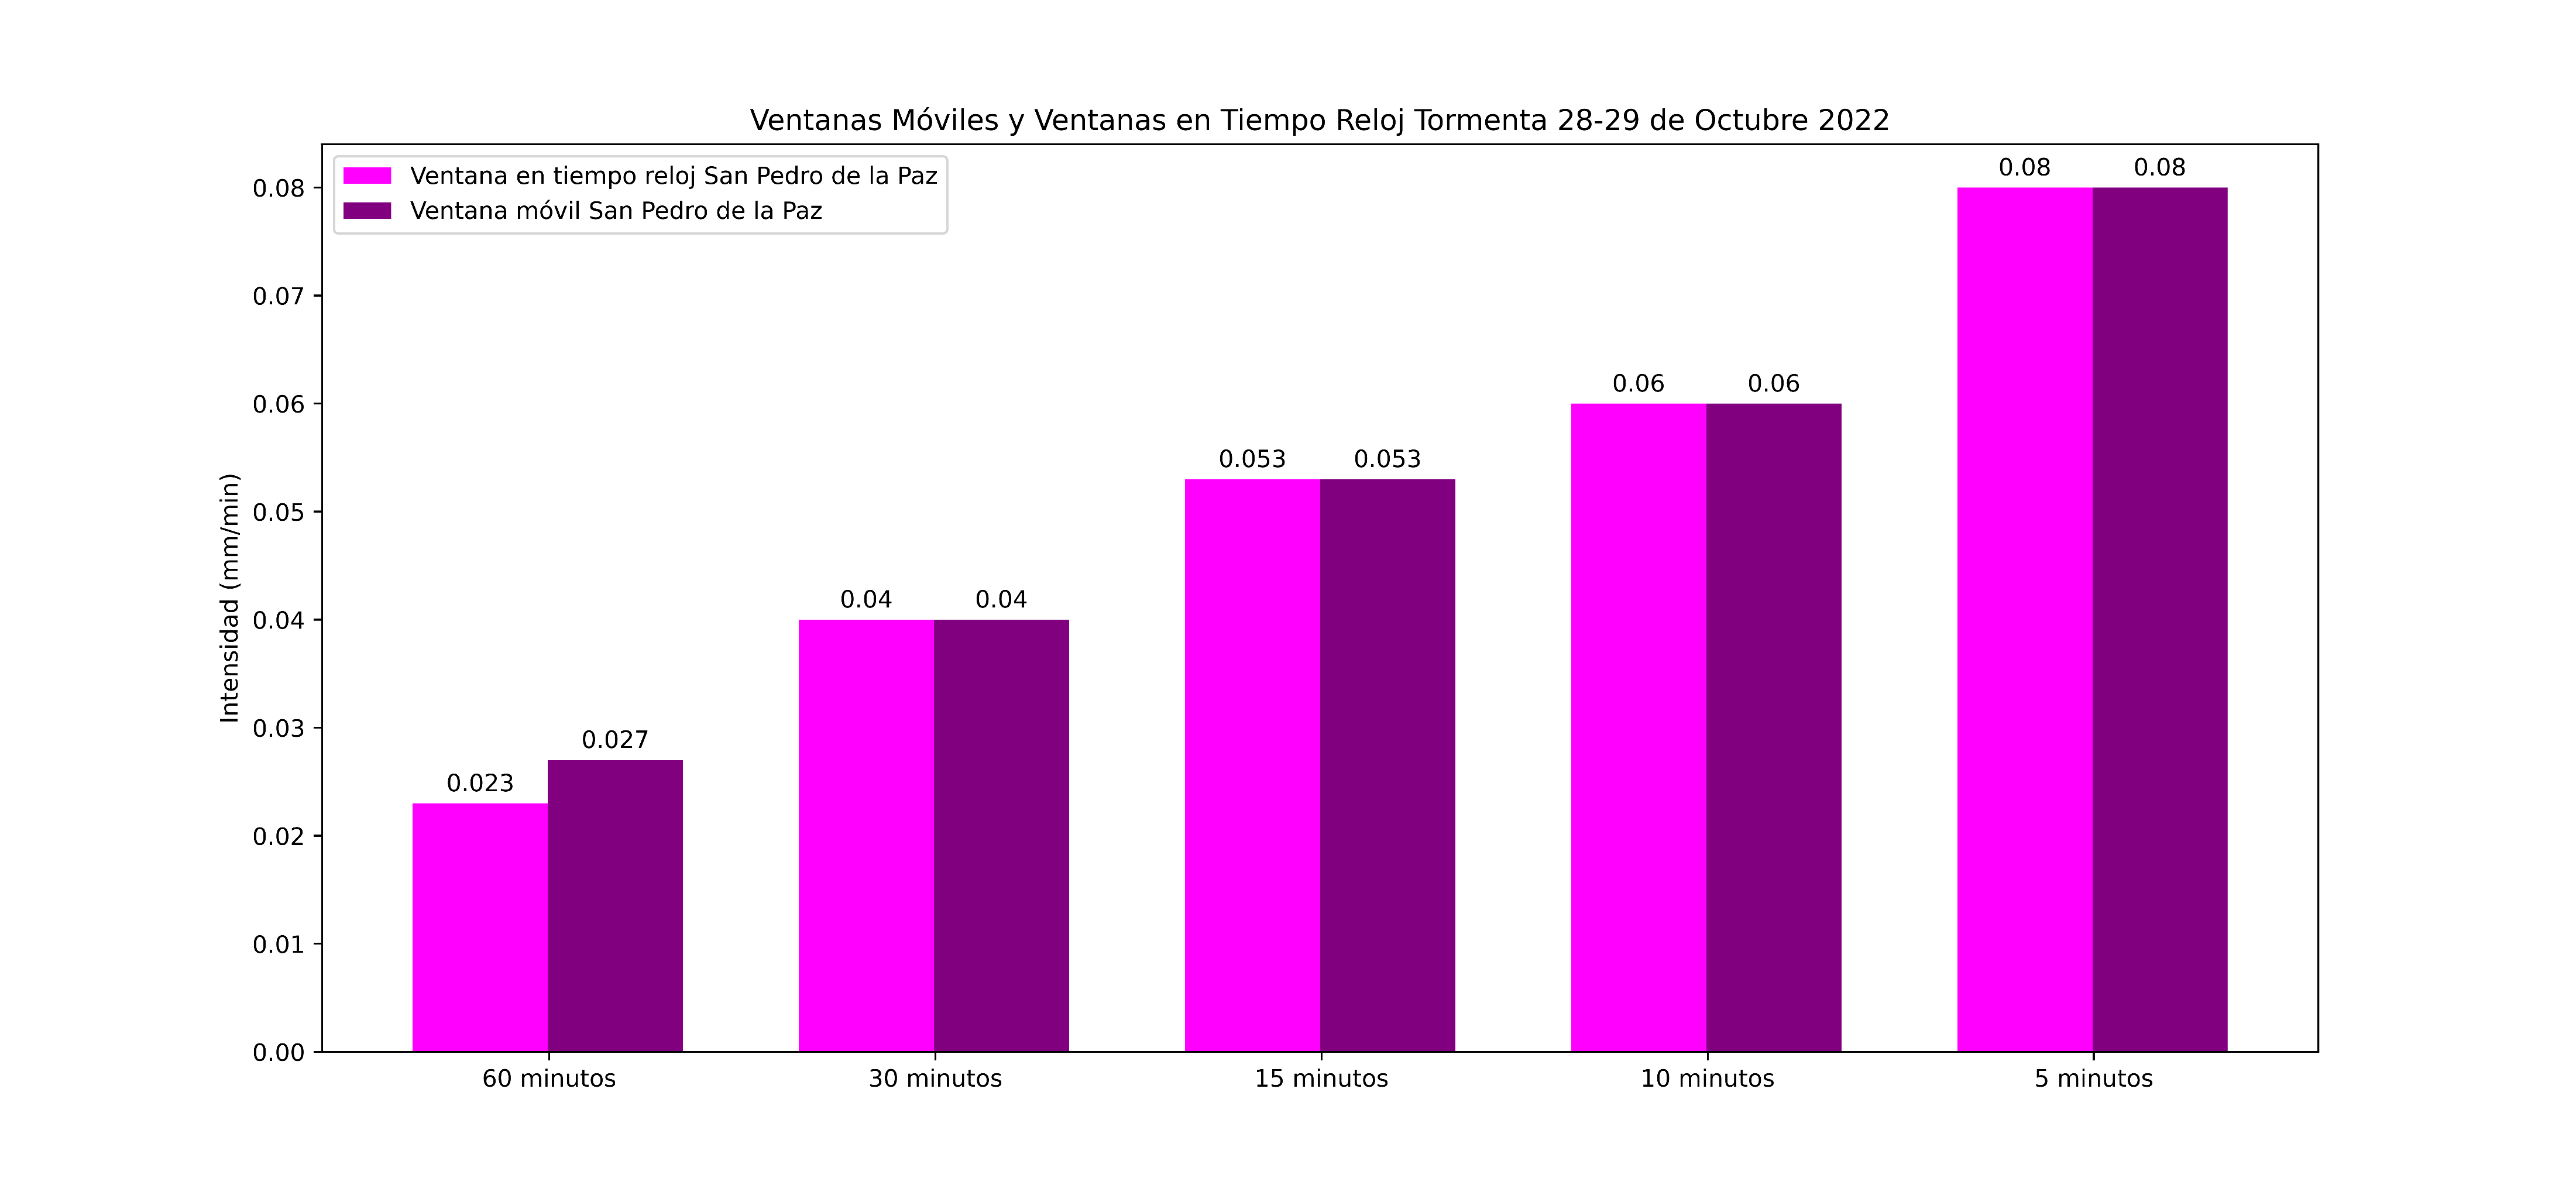 Ventanas Móviles y Ventanas en Tiempo Reloj Tormenta 28-29 de Octubre 2022
Ventana en tiempo reloj San Pedro de la Paz
Ventana móvil San Pedro de la Paz
Intensidad (mm/min)
0.08
0.07
0.06
0.05
0.04
0.03
0.02
0.01
0.00
0.023
0.027
0.04
0.04
0.053
0.053
0.06
0.06
0.08
0.08
60 minutos
30 minutos
15 minutos
10 minutos
5 minutos